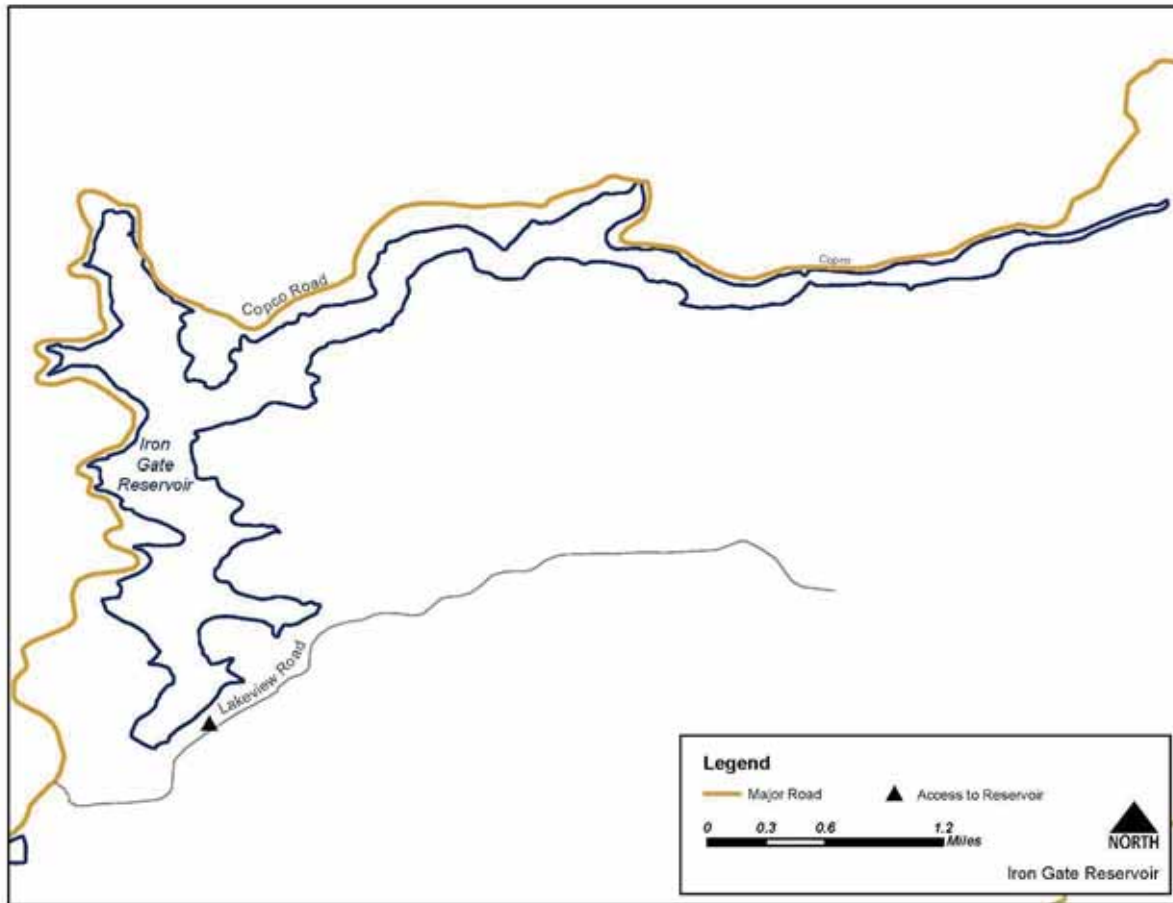 Copco Road
Copco
Iron
Gate
Reservoir
Lakeview Road
Legend
Major Road
Access to Reservoir
0 0.3 0.6 1.2
Miles
NORTH
Iron Gate Reservoir